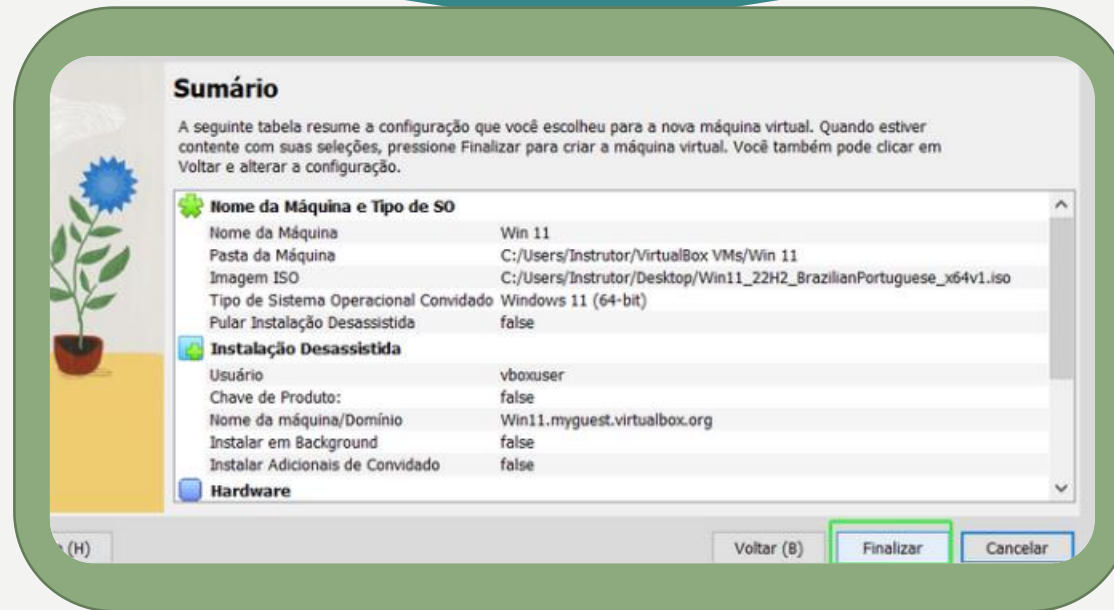 Sumário
A seguinte tabela resume a configuração que você escolheu para a nova máquina virtual. Quando estiver
contente com suas seleções, pressione Finalizar para criar a máquina virtual. Você também pode clicar em
Voltar e alterar a configuração.
Nome da Máquina e Tipo de SO
Nome da Máquina Win 11
Pasta da Máquina C:/Users/Instrutor/VirtualBox VMs/Win 11
Imagem ISO C:/Users/Instrutor/Desktop/Win11_22H2_BrazilianPortuguese_x64v1.iso
Tipo de Sistema Operacional Convidado Windows 11 (64-bit)
Pular Instalação Desassistida false
Instalação Desassistida
Usuário vboxuser
Chave de Produto: false
Nome da máquina/Domínio Win11.myguest.virtualbox.org
Instalar em Background false
Instalar Adicionais de Convidado false
Hardware
(H) Voltar (B) Finalizar Cancelar